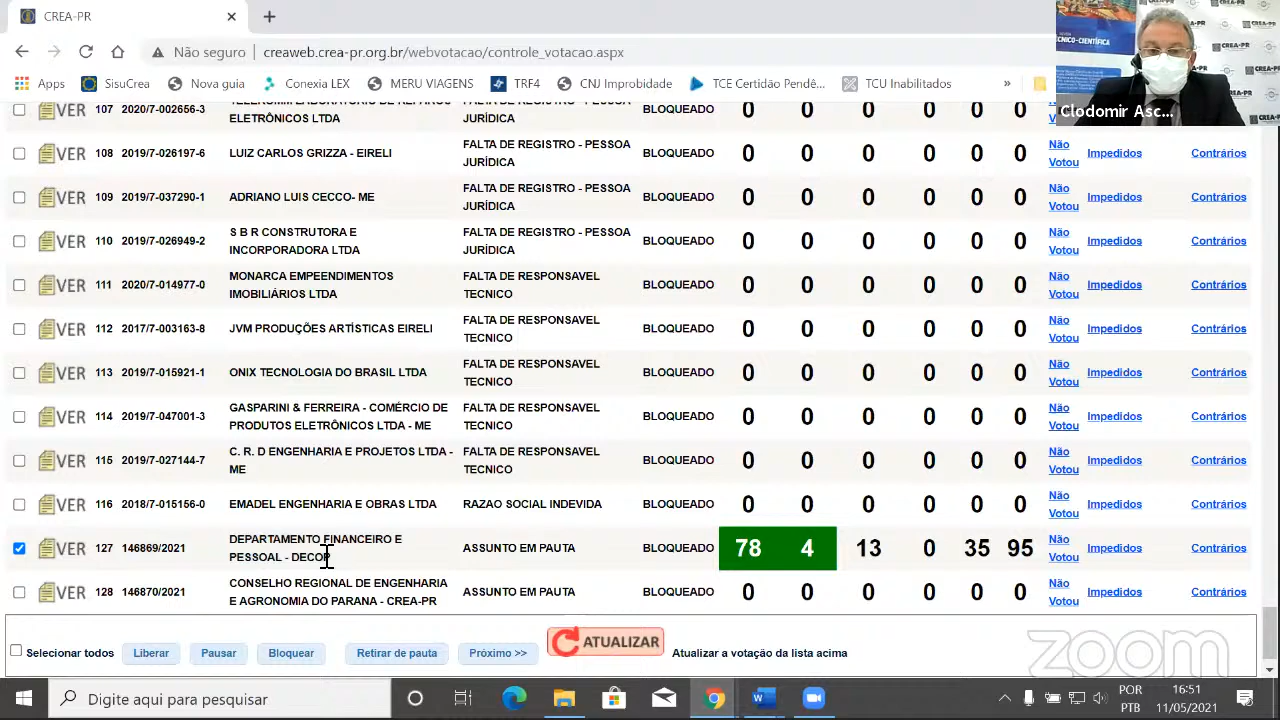 CREA-PR
Não seguro
Apps
SisuCrea
CNJ Improbidade
TCU Inabilitados
»
TÉCNICO-CIENTÍFICA
CREA-PR
Clodomir Asc...
107 2020/7-002656-3 ELETRÔNICOS LTDA JURÍDICA BLOQUEADO 0 0 0 0 0 0
VER 108 2019/7-026197-6 LUIZ CARLOS GRIZZA - EIRELI FALTA DE REGISTRO - PESSOA JURÍDICA BLOQUEADO 0 0 0 0 0 0 Não Votou Impedidos Contrários
VER 109 2019/7-037290-1 ADRIANO LUIS CECCO- ME FALTA DE REGISTRO - PESSOA JURÍDICA BLOQUEADO 0 0 0 0 0 0 Não Votou Impedidos Contrários
VER 110 2019/7-026949-2 S B R CONSTRUTORA E INCORPORADORA LTDA FALTA DE REGISTRO - PESSOA JURÍDICA BLOQUEADO 0 0 0 0 0 0 Não Votou Impedidos Contrários
VER 111 2020/7-014977-0 MONARCA EMPEENDIMENTOS IMOBILIÁRIOS LTDA FALTA DE RESPONSAVEL TECNICO BLOQUEADO 0 0 0 0 0 0 Não Votou Impedidos Contrários
VER 112 2017/7-003163-8 JVM PRODUÇÕES ARTÍSTICAS EIRELI FALTA DE RESPONSAVEL TECNICO BLOQUEADO 0 0 0 0 0 0 Não Votou Impedidos Contrários
VER 113 2019/7-015921-1 ONIX TECNOLOGIA DO BRASIL LTDA FALTA DE RESPONSAVEL TECNICO BLOQUEADO 0 0 0 0 0 0 Não Votou Impedidos Contrários
VER 114 2019/7-047001-3 GASPARINI & FERREIRA - COMÉRCIO DE PRODUTOS ELETRÔNICOS LTDA - ME FALTA DE RESPONSAVEL TECNICO BLOQUEADO 0 0 0 0 0 0 Não Votou Impedidos Contrários
VER 115 2019/7-027144-7 C. R. D ENGENHARIA E PROJETOS LTDA - ME FALTA DE RESPONSAVEL TECNICO BLOQUEADO 0 0 0 0 0 0 Não Votou Impedidos Contrários
VER 116 2018/7-015156-0 EMADEL ENGENHARIA E OBRAS LTDA RAZAO SOCIAL INDEVIDA BLOQUEADO 0 0 0 0 0 0 Não Votou Impedidos Contrários
VER 127 146869/2021 DEPARTAMENTO FINANCEIRO E PESSOAL - DECOP ASSUNTO EM PAUTA BLOQUEADO 78 4 13 0 35 95 Não Votou Impedidos Contrários
VER 128 146870/2021 CONSELHO REGIONAL DE ENGENHARIA E AGRONOMIA DO PARANA - CREA-PR ASSUNTO EM PAUTA BLOQUEADO 0 0 0 0 0 0 Não Votou Impedidos Contrários
Selecionar todos Liberar Pausar Bloquear Retirar de pauta Próximo >> ATUALIZAR Atualizar a votação da lista acima
zoom
Digite aqui para pesquisar
POR
PTB
16:51
11/05/2021